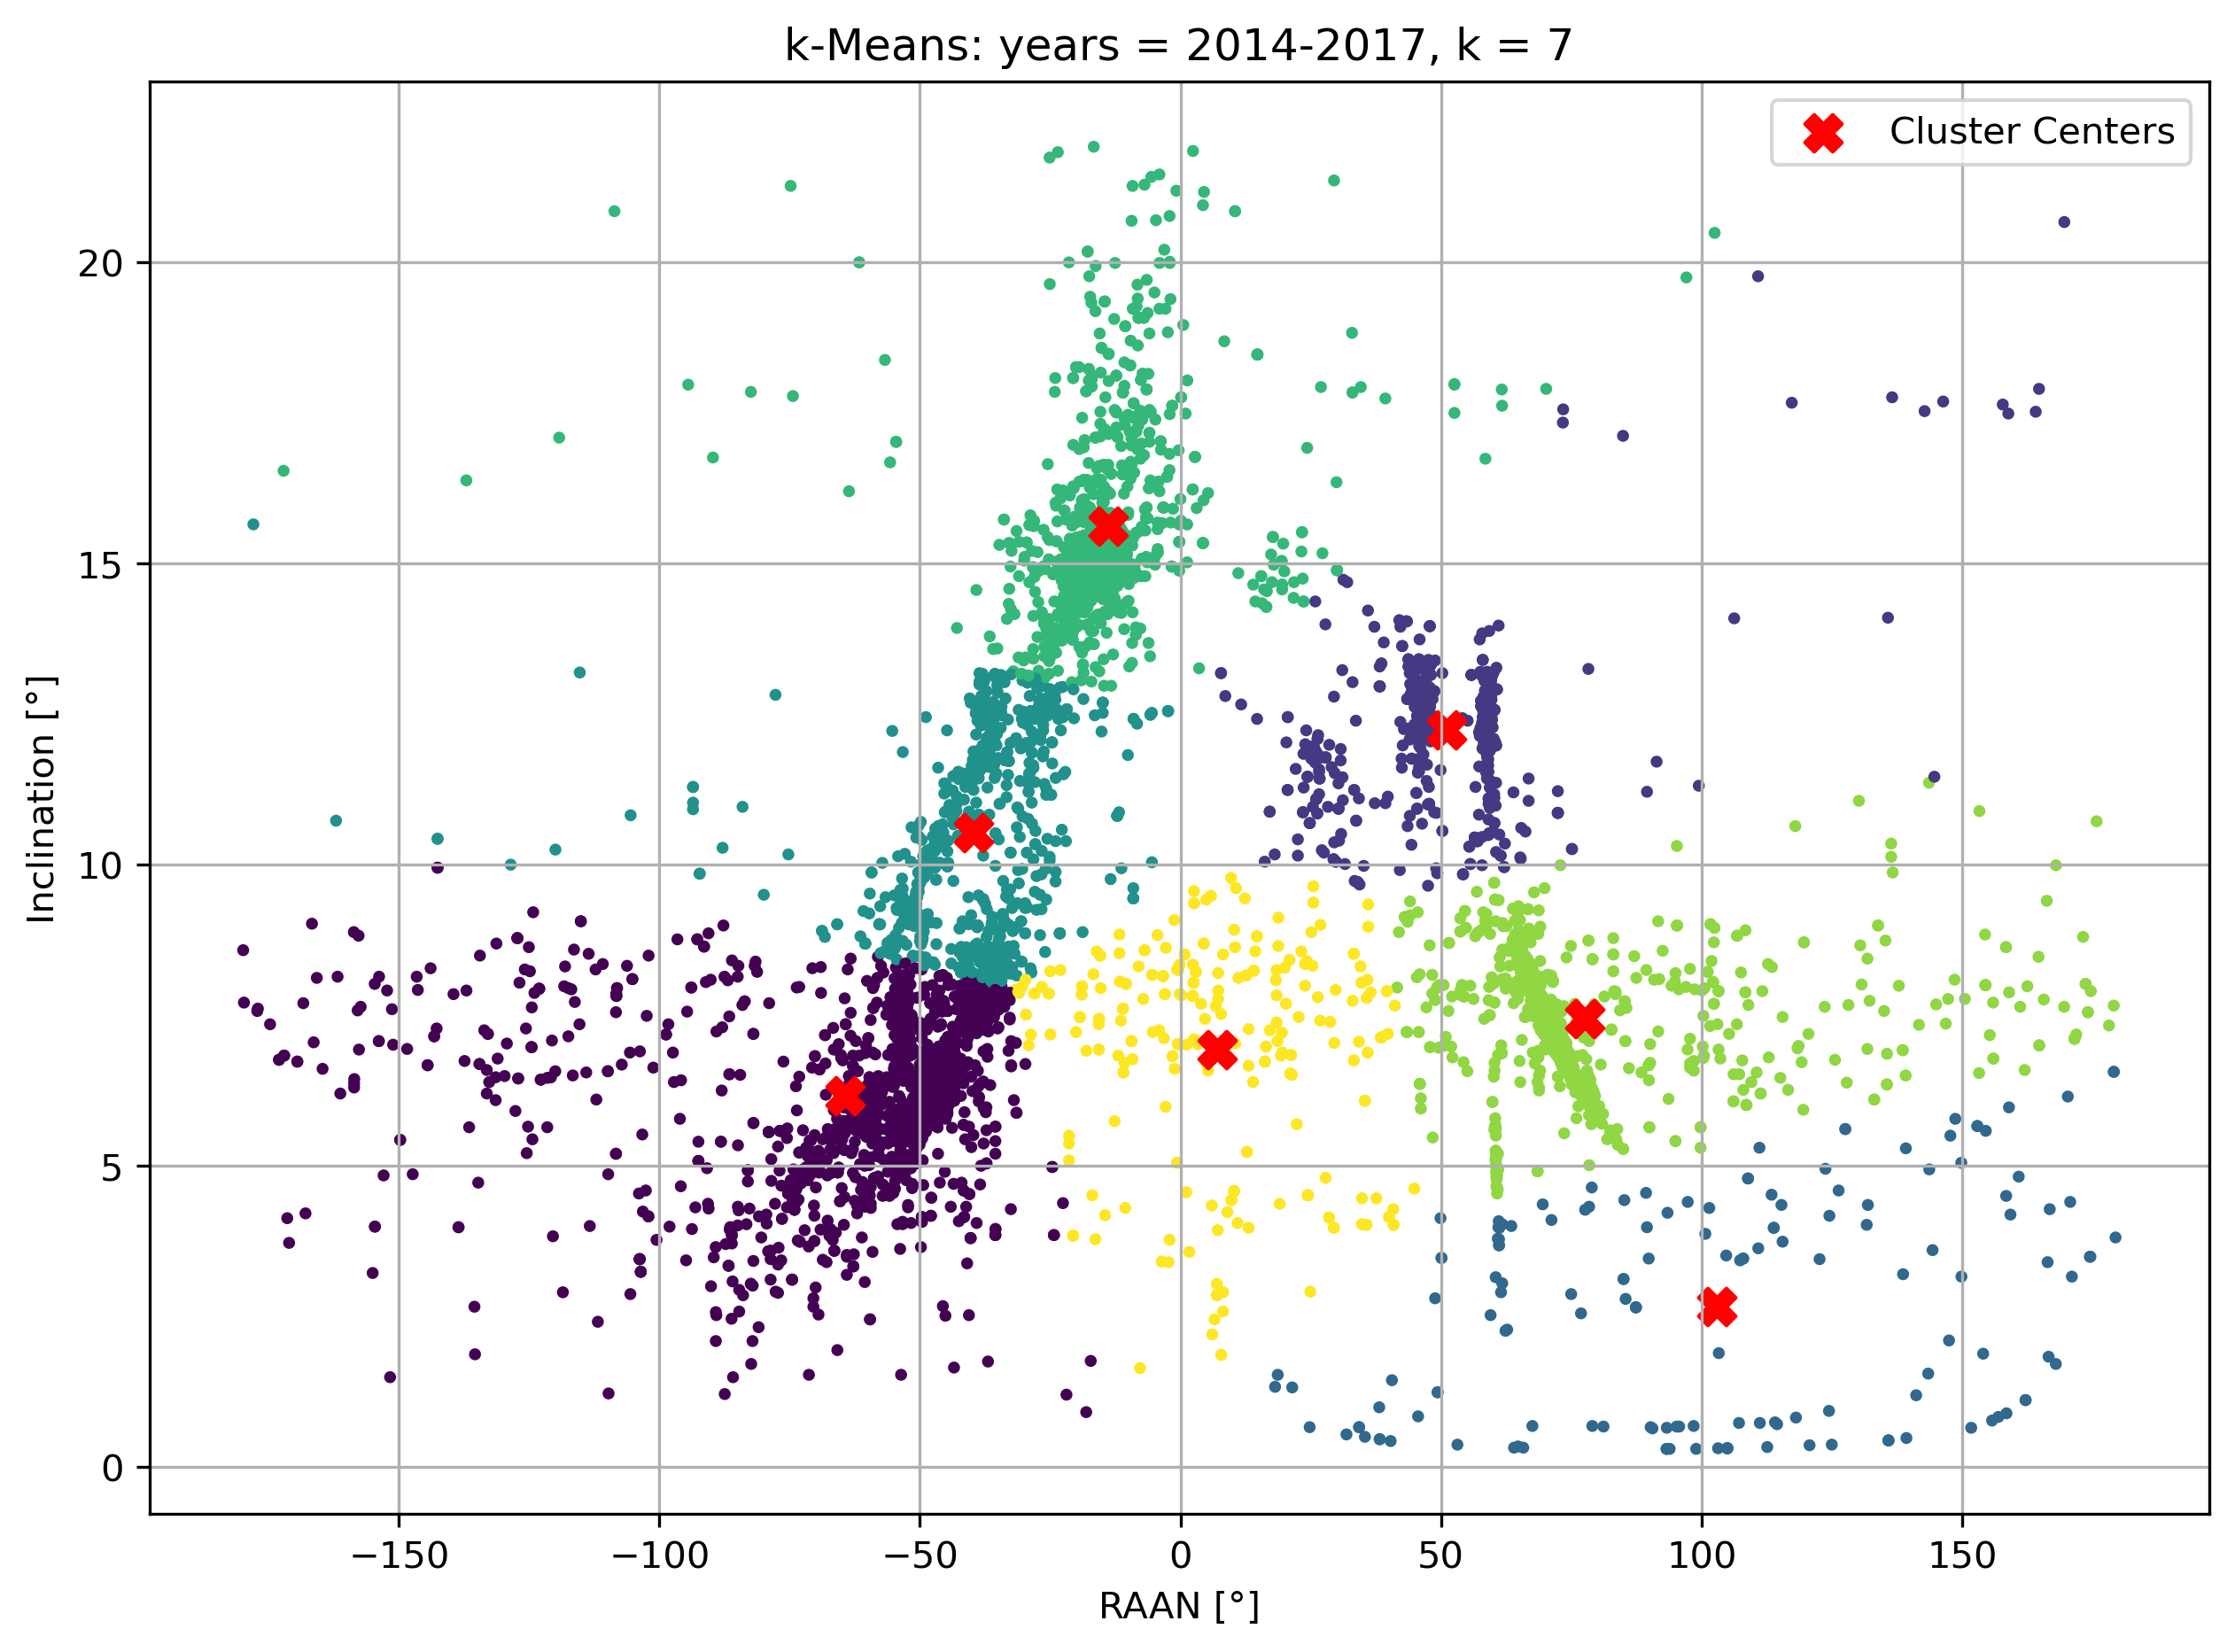 k-Means: years = 2014-2017, k = 7
Cluster Centers
20
15
10
5
0
Inclination [°]
−150 −100 −50 0 50 100 150
RAAN [°]